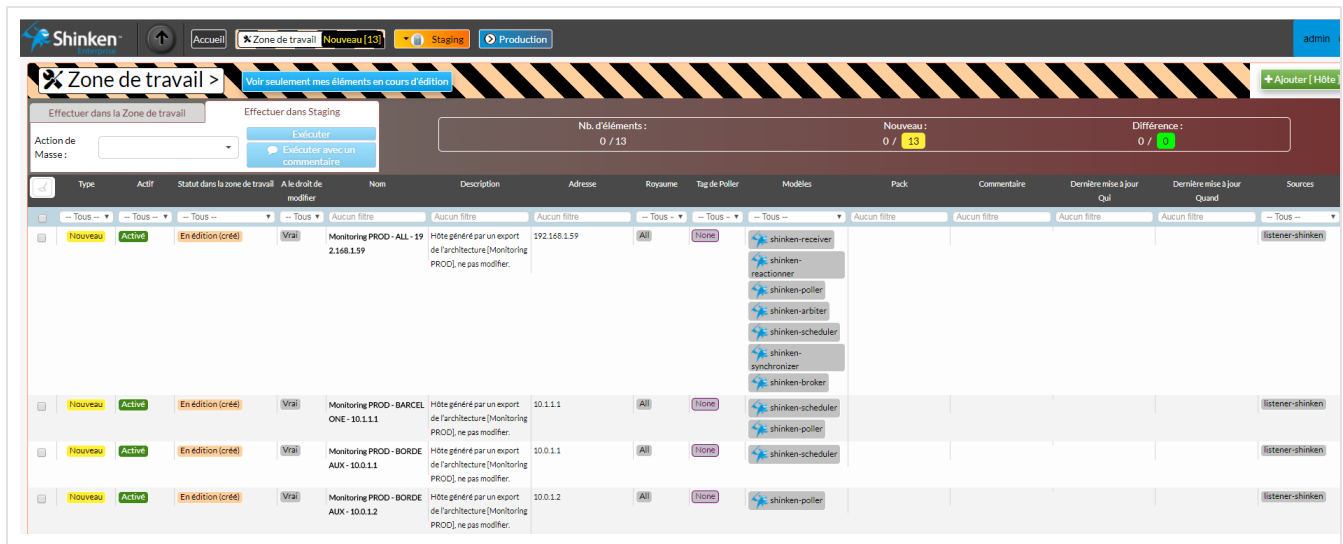 Shinken
Enterprise
Accueil
Zone de travail Nouveau [13]
Staging
Production
admin
Zone de travail >
Voir seulement mes éléments en cours d'édition
+ Ajouter [ Hôte ]
Effectuer dans la Zone de travail
Effectuer dans Staging
Action de Masse :
Exécuter
Exécuter avec un commentaire
Nb. d'éléments : 0 / 13
Nouveau : 0 / 13
Différence : 0 / 0
Type Actif Statut dans la zone de travail A le droit de modifier Nom Description Adresse Royaume Tag de Poller Modèles Pack Commentaire Dernière mise à jour Qui Dernière mise à jour Quand Sources
-- Tous -- -- Tous -- -- Tous -- -- Tous Aucun filtre Aucun filtre Aucun filtre -- Tous -- -- Tous -- -- Tous -- Aucun filtre Aucun filtre Aucun filtre Aucun filtre -- Tous --
Nouveau Activé En édition (créé) Vrai Monitoring PROD - ALL - 19 Hôte généré par un export 192.168.1.59 All None shinken-receiver listener-shinken
2.168.1.59 de l'architecture [Monitoring
PROD], ne pas modifier.
shinken-
reactionner
shinken-poller
shinken-arbiter
shinken-scheduler
shinken-
synchronizer
shinken-broker
Nouveau Activé En édition (créé) Vrai Monitoring PROD - BARCEL Hôte généré par un export 10.1.1.1 All None shinken-scheduler listener-shinken
ONE - 10.1.1.1 de l'architecture [Monitoring shinken-poller
PROD], ne pas modifier.
Nouveau Activé En édition (créé) Vrai Monitoring PROD - BORDE Hôte généré par un export 10.0.1.1 All None shinken-scheduler listener-shinken
AUX - 10.0.1.1 de l'architecture [Monitoring
PROD], ne pas modifier.
Nouveau Activé En édition (créé) Vrai Monitoring PROD - BORDE Hôte généré par un export 10.0.1.2 All None shinken-poller listener-shinken
AUX - 10.0.1.2 de l'architecture [Monitoring
PROD], ne pas modifier.